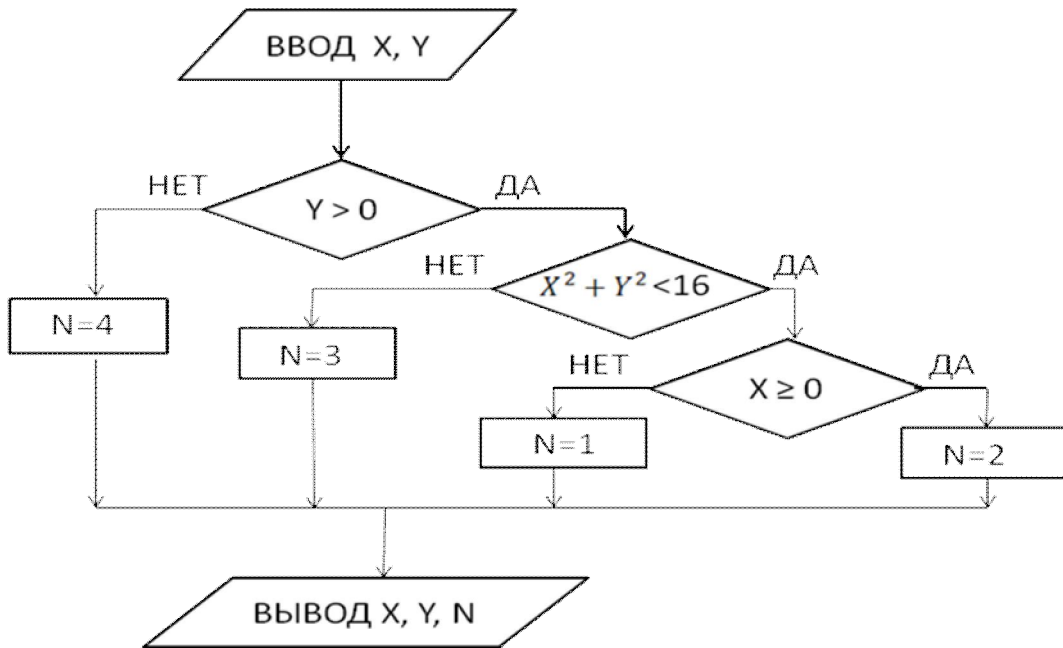 ВВОД X, Y
НЕТ
ДА
Y > 0
НЕТ
ДА
X² + Y² <16
N=4
N=3
НЕТ
ДА
X ≥ 0
N=1
N=2
ВЫВОД X, Y, N